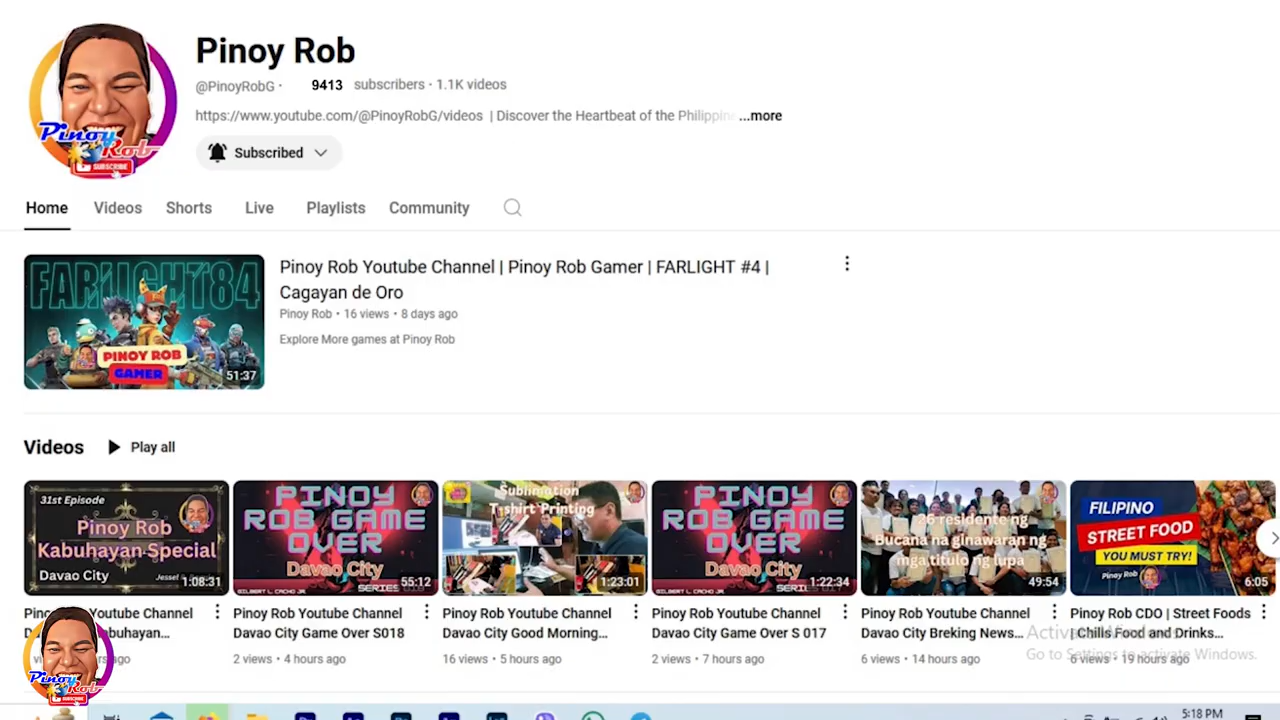 Pinoy Rob
@PinoyRobG · 9413 subscribers · 1.1K videos
https://www.youtube.com/@PinoyRobG/videos | Discover the Heartbeat of the Philippin ...more
Subscribed
Pinoy
Rob
SUBSCRIBE
Home Videos Shorts Live Playlists Community
FARLIGHT84
PINOY ROB
GAMER
51:37
Pinoy Rob Youtube Channel | Pinoy Rob Gamer | FARLIGHT #4 |
Cagayan de Oro
Pinoy Rob · 16 views · 8 days ago
Explore More games at Pinoy Rob
Videos Play all
31st Episode
Pinoy Rob
Kabuhayan Special
Davao City
1:08:31
PINOY
ROB GAME
OVER
Davao City
55:12
Sublimation
T-shirt Printing
1:23:01
PINOY
ROB GAME
OVER
Davao City
1:22:34
26 residente ng
Bucana na ginawaran ng
mga titulo ng lupa
49:54
FILIPINO
STREET FOOD
YOU MUST TRY!
Pinoy Rob
6:05
Pinoy Rob Youtube Channel
Pinoy Rob Youtube Channel
Davao City Game Over S018
2 views · 4 hours ago
Pinoy Rob Youtube Channel
Davao City Good Morning...
16 views · 5 hours ago
Pinoy Rob Youtube Channel
Davao City Game Over S 017
2 views · 7 hours ago
Pinoy Rob Youtube Channel
Davao City Breking News...
6 views · 14 hours ago
Pinoy Rob CDO | Street Foods
| Chills Food and Drinks...
6 views · 19 hours ago
Activate Windows
Go to Settings to activate Windows.
Pinoy
Rob
SUBSCRIBE
5:18 PM